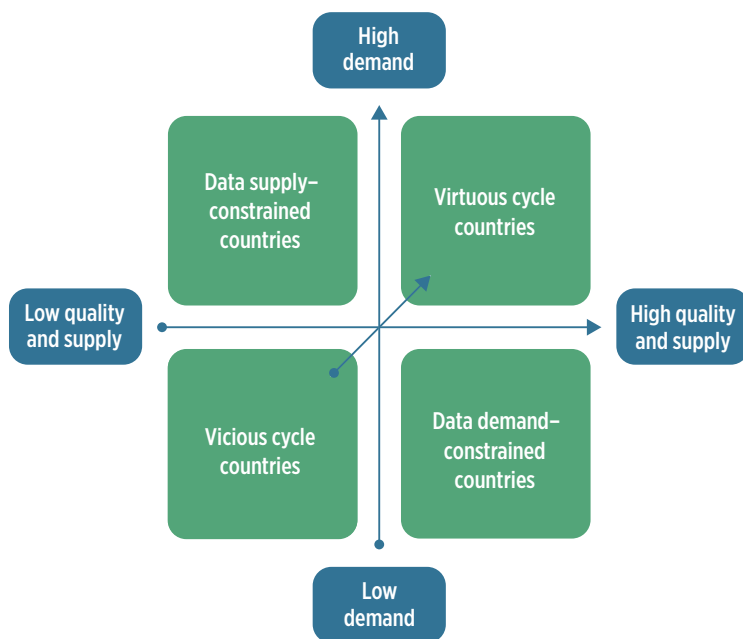 High
demand
Data supply–
constrained
countries
Virtuous cycle
countries
Low quality
and supply
High quality
and supply
Vicious cycle
countries
Data demand–
constrained
countries
Low
demand